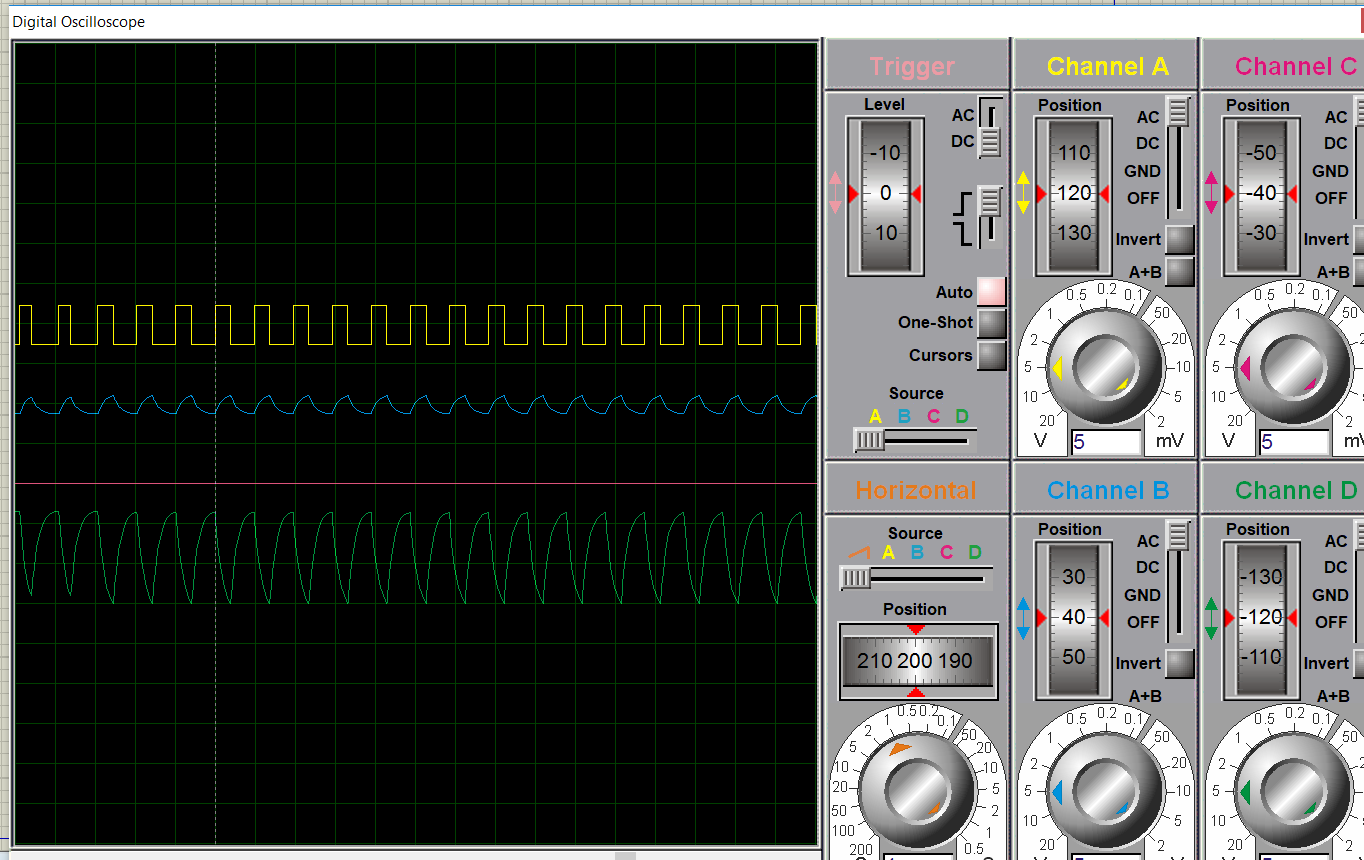 Digital Oscilloscope
Trigger
Level
AC
DC
-10
0
10
Auto
One-Shot
Cursors
Source
A B C D
Channel A
Position
AC
DC
GND
OFF
110
120
130
Invert
A+B
0.5 0.2 0.1
1 50
2 20
5 10
10 5
20 2
V 5 mV
Channel C
Position
AC
DC
GND
OFF
-50
-40
-30
Invert
A+B
0.5 0.2 0.1
1 50
2
5
10
20 2
V 5
Horizontal
Source
A B C D
Position
210 200 190
0.5 0.2
1 0.1
2 50
5 20
10 10
20 5
50 2
100 1
200 0.5
Channel B
Position
AC
DC
GND
OFF
30
40
50
Invert
A+B
0.5 0.2 0.1
1 50
2 20
5 10
10 5
20 2
Channel D
Position
AC
DC
GND
OFF
-130
-120
-110
Invert
A+B
0.5 0.2 0.1
1 50
2
5
10
20 2